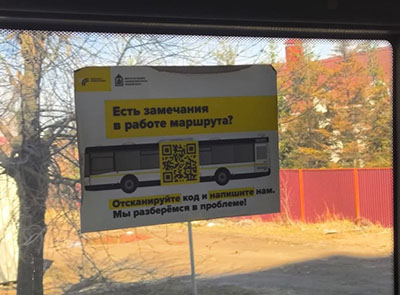 Есть замечания
в работе маршрута?
Отсканируйте код и напишите нам.
Мы разберёмся в проблеме!